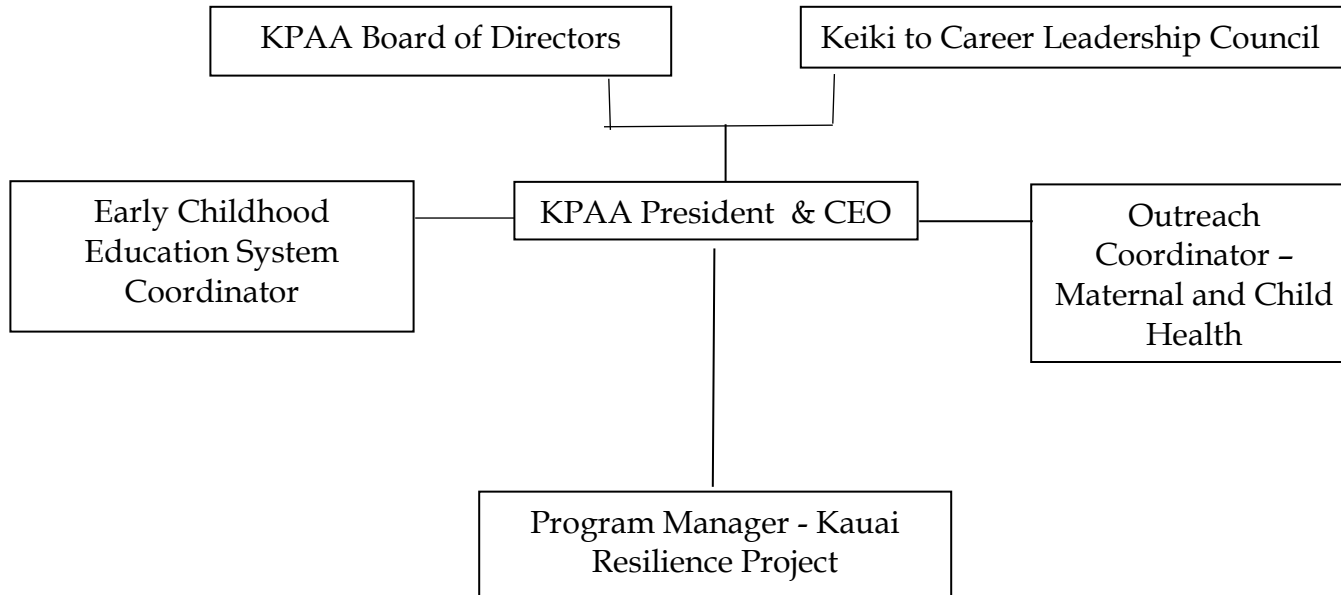 KPAA Board of Directors
Keiki to Career Leadership Council
Early Childhood
Education System
Coordinator
KPAA President & CEO
Outreach
Coordinator –
Maternal and Child
Health
Program Manager - Kauai
Resilience Project